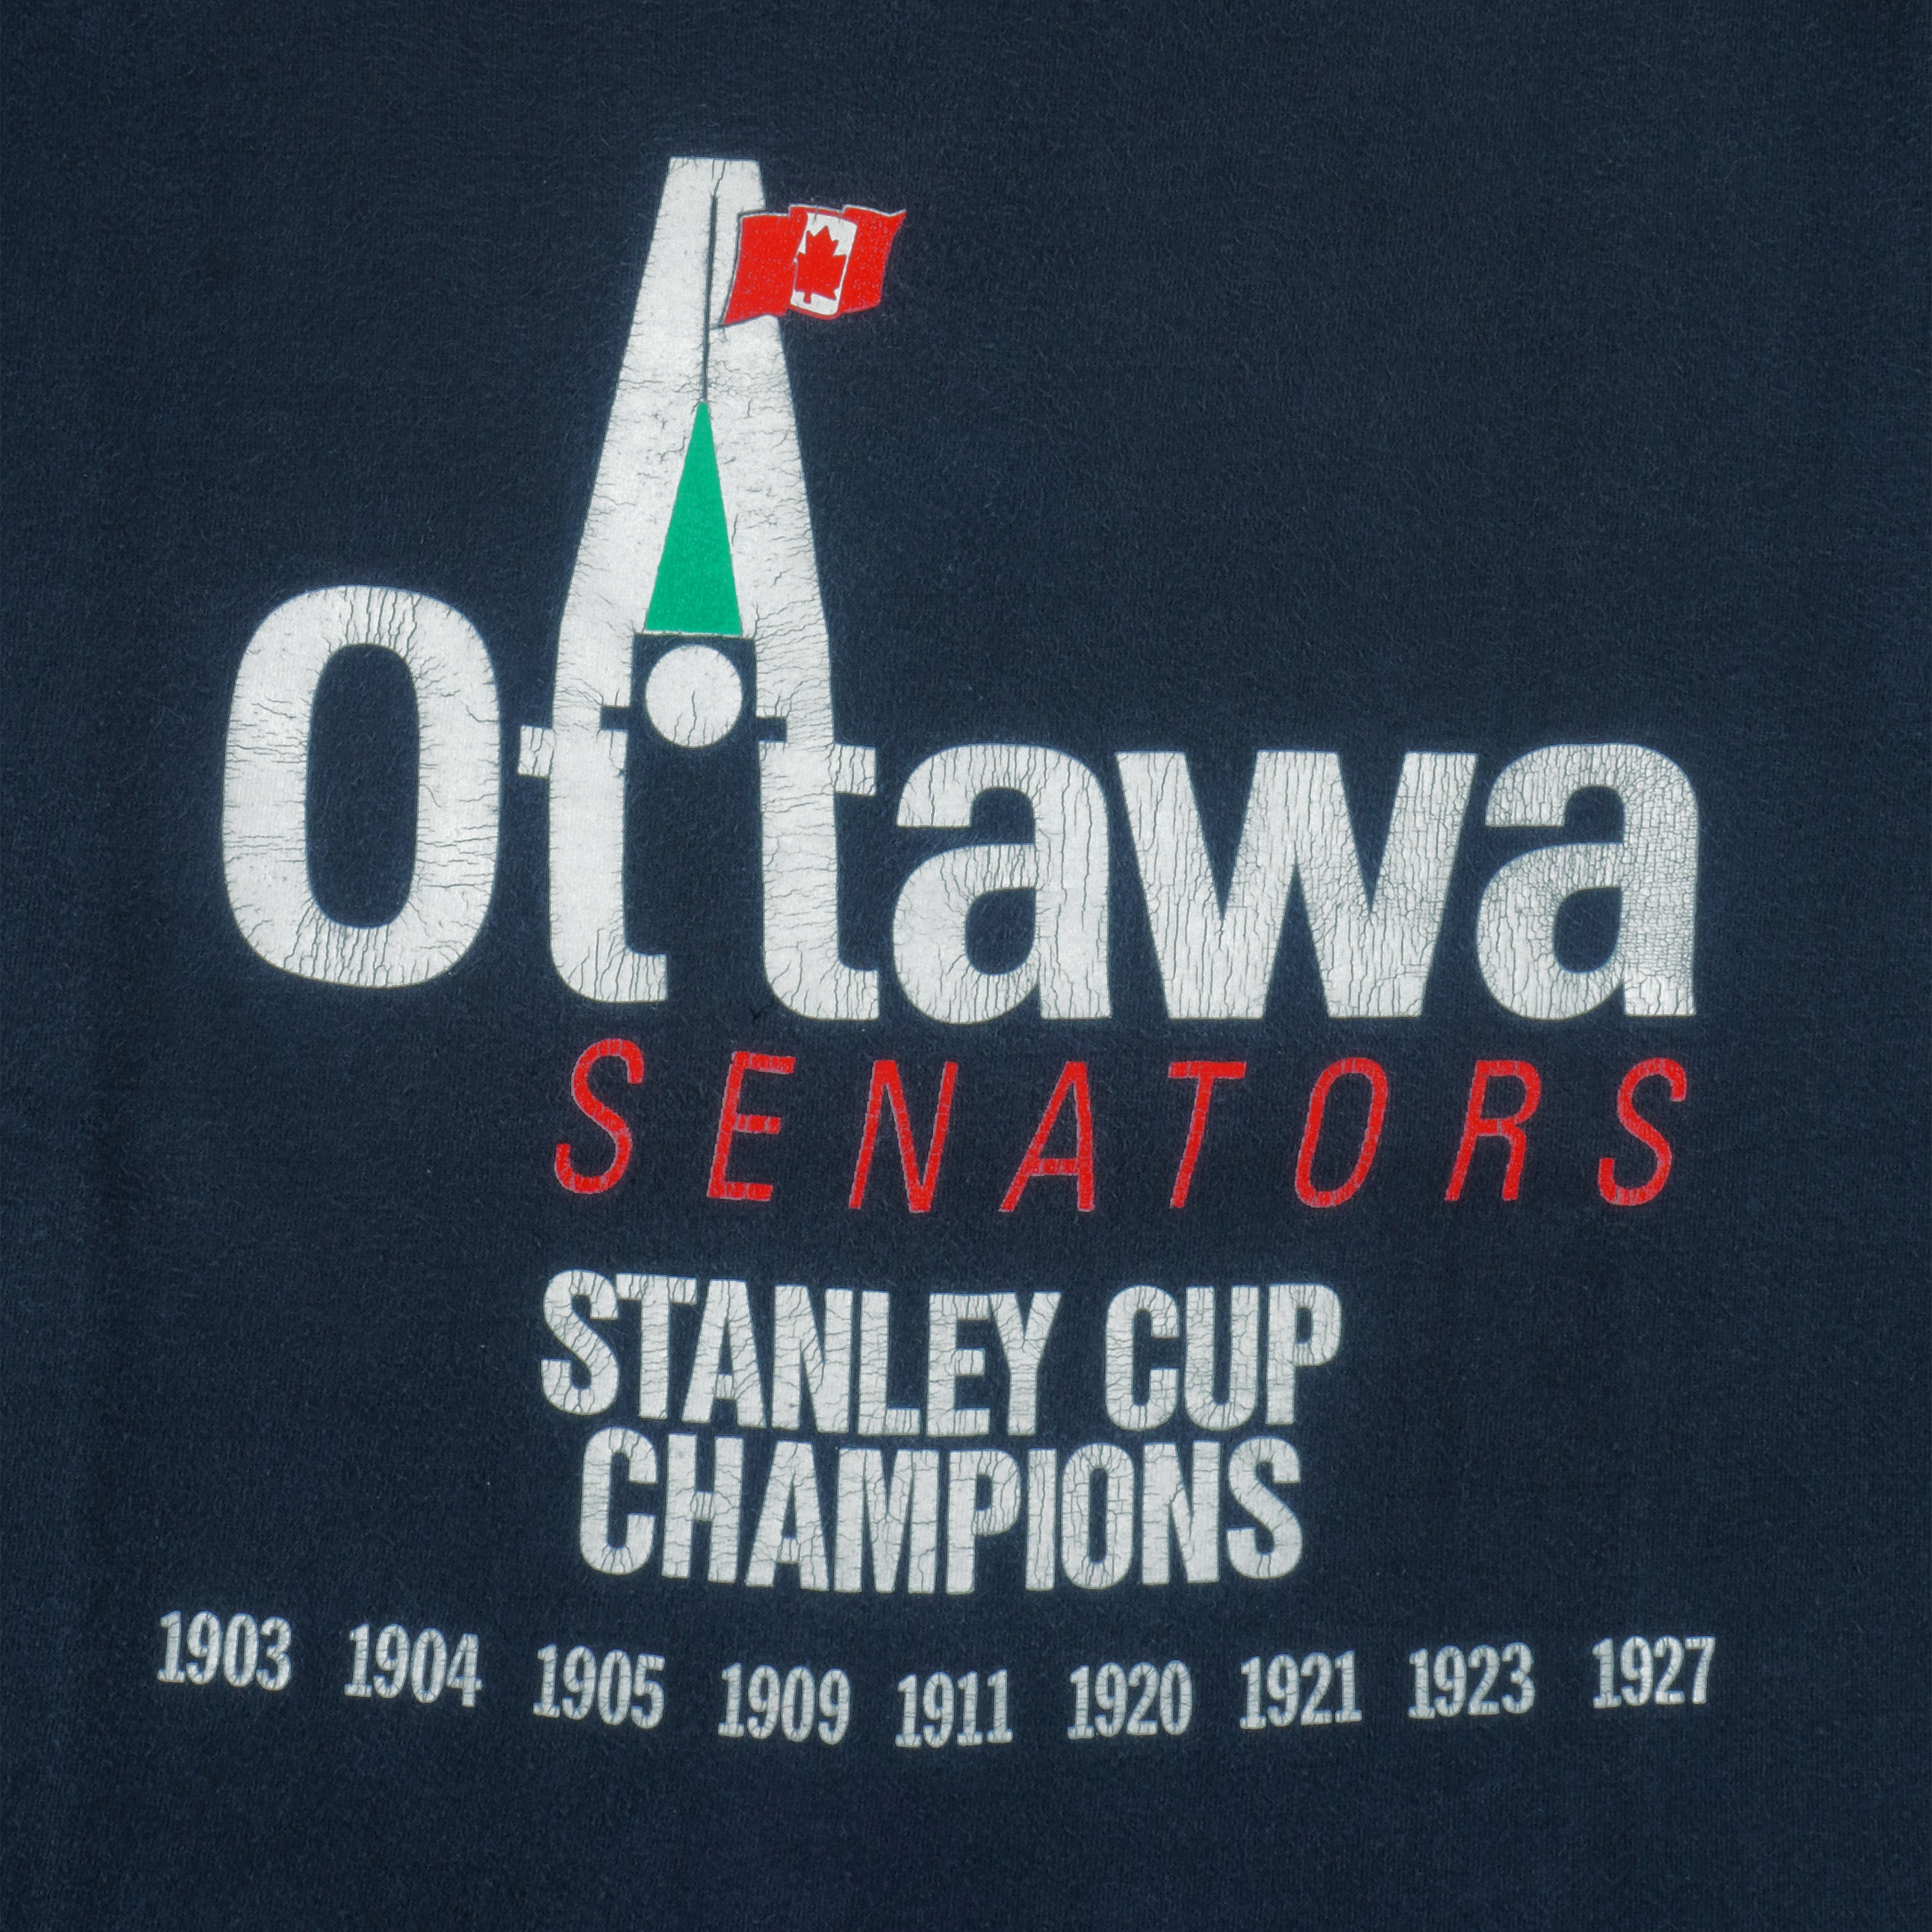 Ottawa
SENATORS
STANLEY CUP
CHAMPIONS
1903 1904 1905 1909 1911 1920 1921 1923 1927